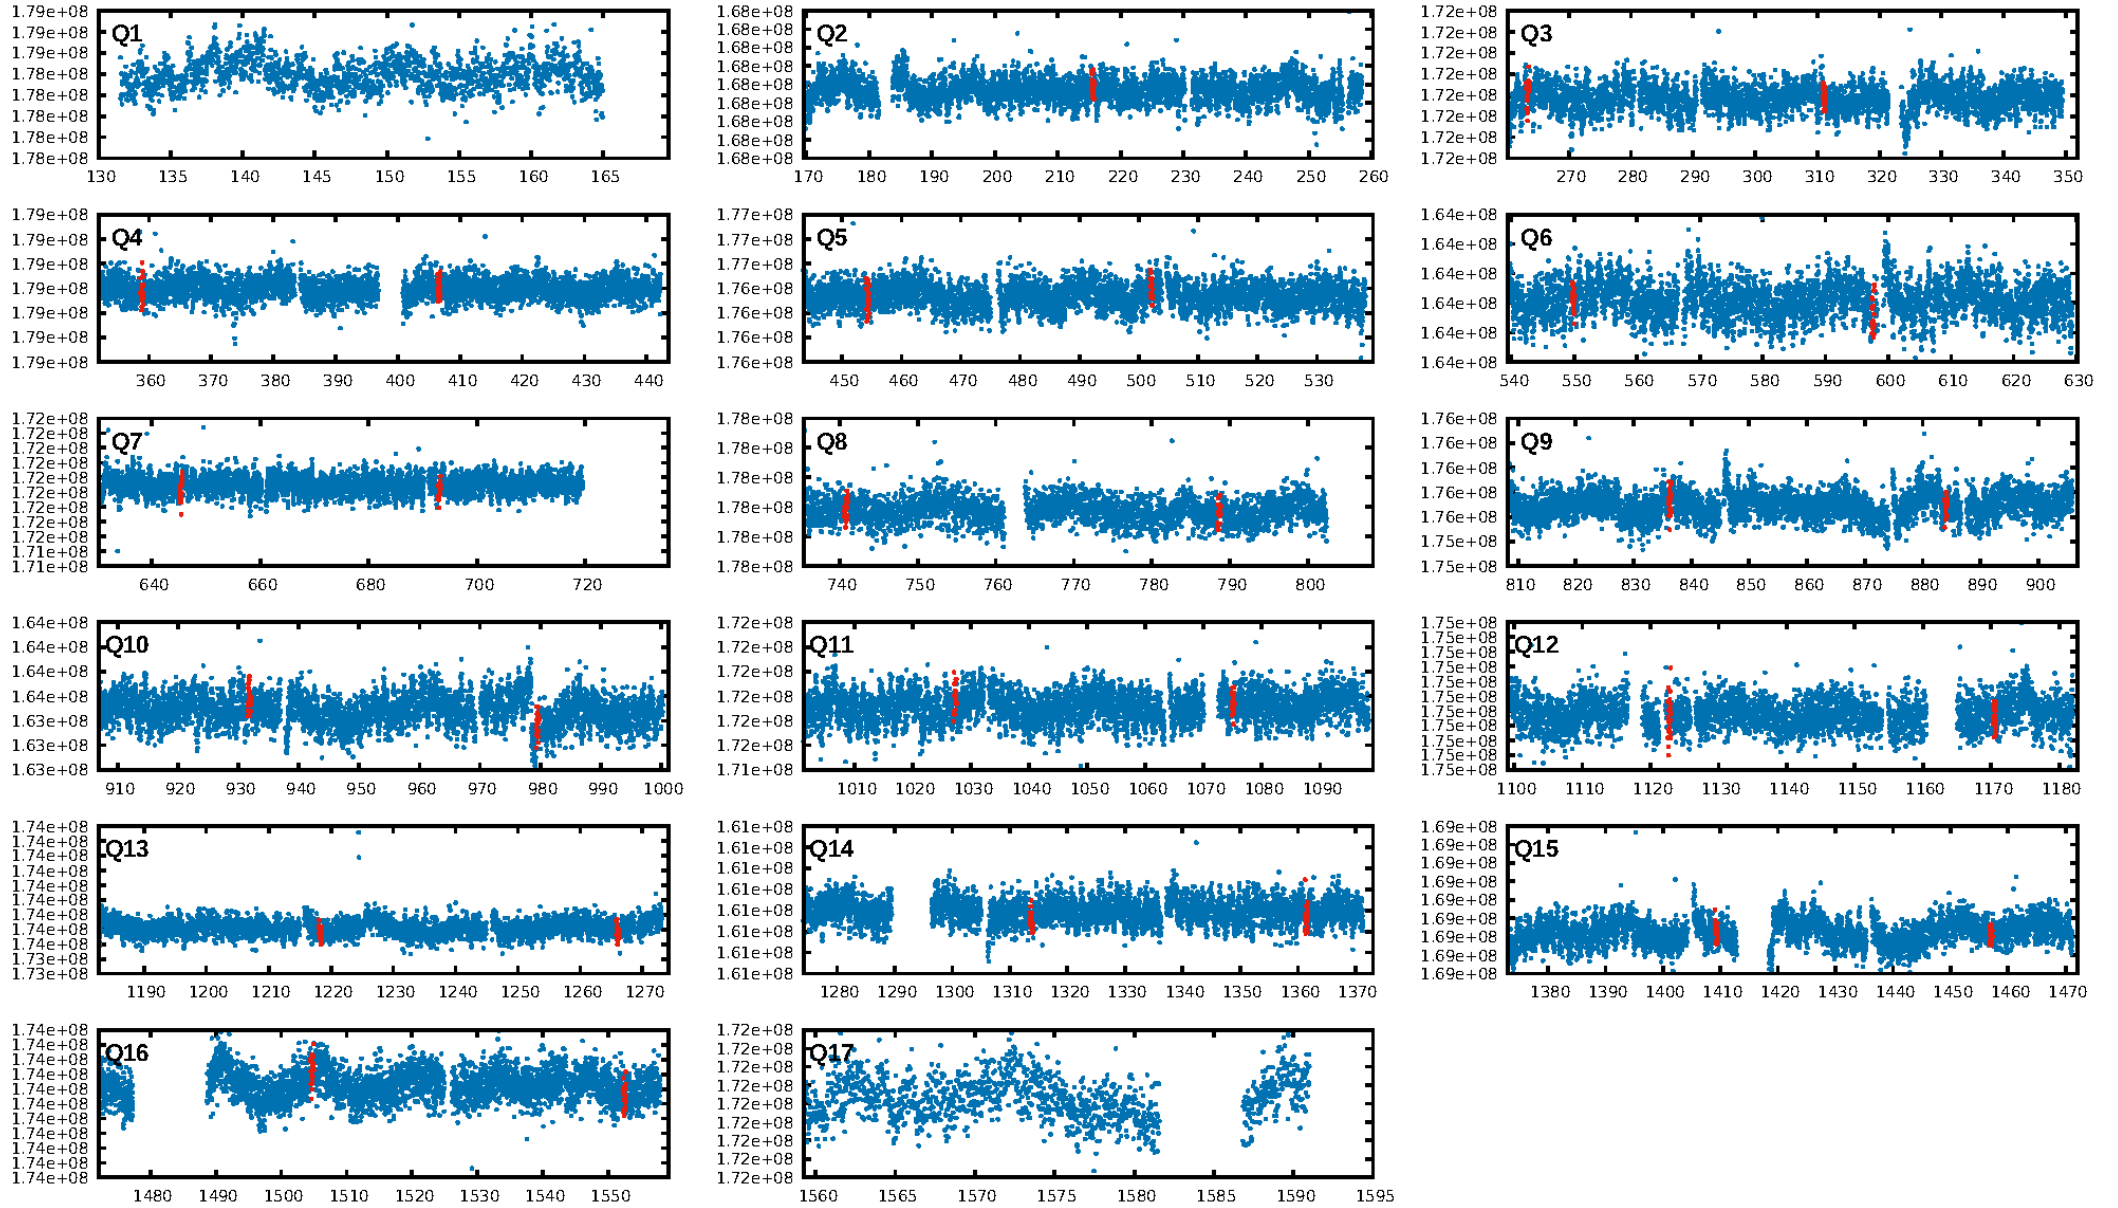 1.79e+08
1.79e+08
1.79e+08
1.78e+08
1.78e+08
1.78e+08
1.78e+08
1.78e+08
Q1
130 135 140 145 150 155 160 165
1.68e+08
1.68e+08
1.68e+08
1.68e+08
1.68e+08
1.68e+08
1.68e+08
1.68e+08
1.68e+08
Q2
170 180 190 200 210 220 230 240 250 260
1.72e+08
1.72e+08
1.72e+08
1.72e+08
1.72e+08
1.72e+08
1.72e+08
1.72e+08
Q3
270 280 290 300 310 320 330 340 350
1.79e+08
1.79e+08
1.79e+08
1.79e+08
1.79e+08
1.79e+08
1.79e+08
Q4
360 370 380 390 400 410 420 430 440
1.77e+08
1.77e+08
1.77e+08
1.76e+08
1.76e+08
1.76e+08
1.76e+08
Q5
450 460 470 480 490 500 510 520 530
1.64e+08
1.64e+08
1.64e+08
1.64e+08
1.64e+08
1.64e+08
Q6
540 550 560 570 580 590 600 610 620 630
1.72e+08
1.72e+08
1.72e+08
1.72e+08
1.72e+08
1.72e+08
1.72e+08
1.72e+08
1.72e+08
1.71e+08
1.71e+08
Q7
640 660 680 700 720
1.78e+08
1.78e+08
1.78e+08
1.78e+08
1.78e+08
1.78e+08
Q8
740 750 760 770 780 790 800
1.76e+08
1.76e+08
1.76e+08
1.76e+08
1.76e+08
1.75e+08
1.75e+08
Q9
810 820 830 840 850 860 870 880 890 900
1.64e+08
1.64e+08
1.64e+08
1.64e+08
1.63e+08
1.63e+08
1.63e+08
Q10
910 920 930 940 950 960 970 980 990 1000
1.72e+08
1.72e+08
1.72e+08
1.72e+08
1.72e+08
1.72e+08
1.71e+08
Q11
1010 1020 1030 1040 1050 1060 1070 1080 1090
1.75e+08
1.75e+08
1.75e+08
1.75e+08
1.75e+08
1.75e+08
1.75e+08
1.75e+08
1.75e+08
1.75e+08
1.75e+08
Q12
1100 1110 1120 1130 1140 1150 1160 1170 1180
1.74e+08
1.74e+08
1.74e+08
1.74e+08
1.74e+08
1.74e+08
1.74e+08
1.74e+08
1.74e+08
1.73e+08
1.73e+08
Q13
1190 1200 1210 1220 1230 1240 1250 1260 1270
1.61e+08
1.61e+08
1.61e+08
1.61e+08
1.61e+08
1.61e+08
1.61e+08
1.61e+08
Q14
1280 1290 1300 1310 1320 1330 1340 1350 1360 1370
1.69e+08
1.69e+08
1.69e+08
1.69e+08
1.69e+08
1.69e+08
1.69e+08
1.69e+08
1.69e+08
Q15
1380 1390 1400 1410 1420 1430 1440 1450 1460 1470
1.74e+08
1.74e+08
1.74e+08
1.74e+08
1.74e+08
1.74e+08
1.74e+08
1.74e+08
1.74e+08
1.74e+08
1.74e+08
Q16
1480 1490 1500 1510 1520 1530 1540 1550
1.72e+08
1.72e+08
1.72e+08
1.72e+08
1.72e+08
1.72e+08
1.72e+08
1.72e+08
1.72e+08
Q17
1560 1565 1570 1575 1580 1585 1590 1595